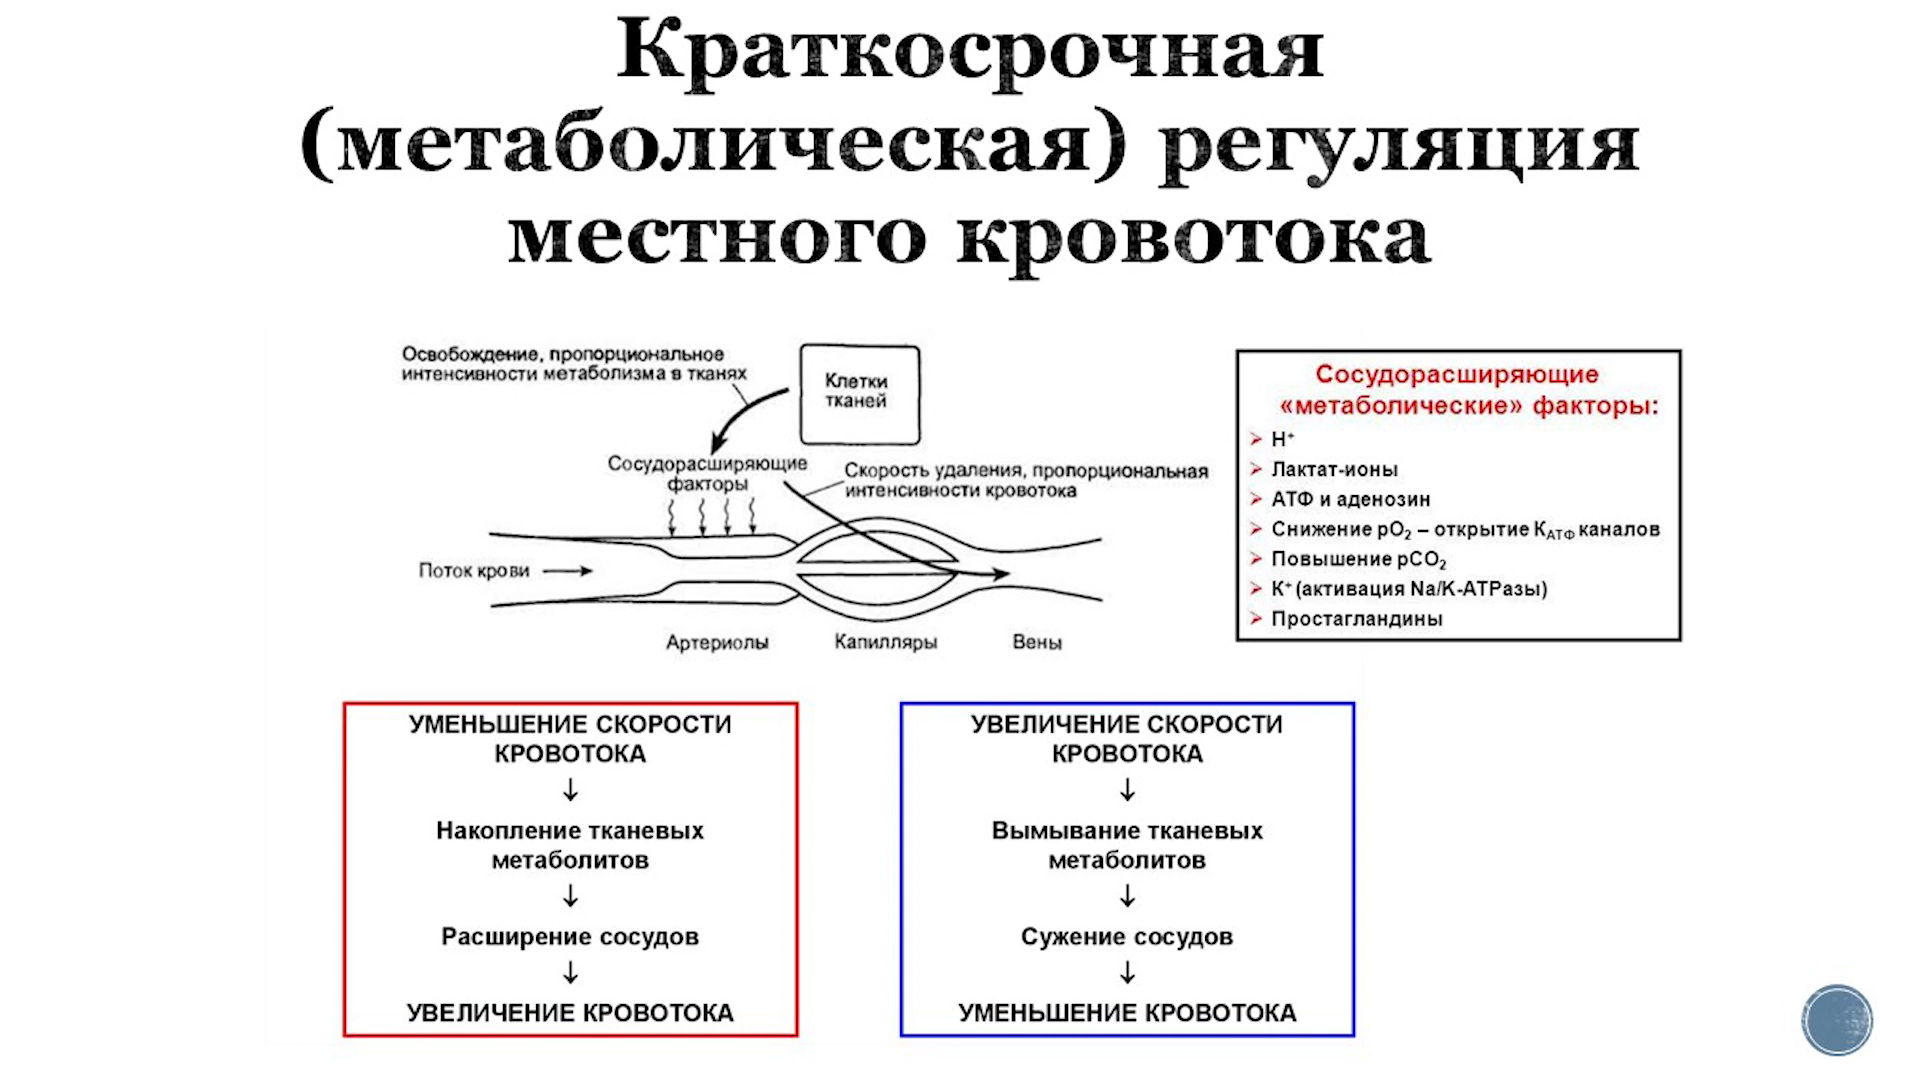 Краткосрочная
(метаболическая) регуляция
местного кровотока
Освобождение, пропорциональное
интенсивности метаболизма в тканях
Клетки
тканей
Сосудорасширяющие
факторы
Скорость удаления, пропорциональная
интенсивности кровотока
Поток крови
Артериолы
Капилляры
Вены
Сосудорасширяющие
«метаболические» факторы:
Н⁺
Лактат-ионы
АТФ и аденозин
Снижение рО₂ – открытие К_АТФ каналов
Повышение рСО₂
К⁺ (активация Na/K-АТРазы)
Простагландины
УМЕНЬШЕНИЕ СКОРОСТИ
КРОВОТОКА
↓
Накопление тканевых
метаболитов
↓
Расширение сосудов
↓
УВЕЛИЧЕНИЕ КРОВОТОКА
УВЕЛИЧЕНИЕ СКОРОСТИ
КРОВОТОКА
↓
Вымывание тканевых
метаболитов
↓
Сужение сосудов
↓
УМЕНЬШЕНИЕ КРОВОТОКА